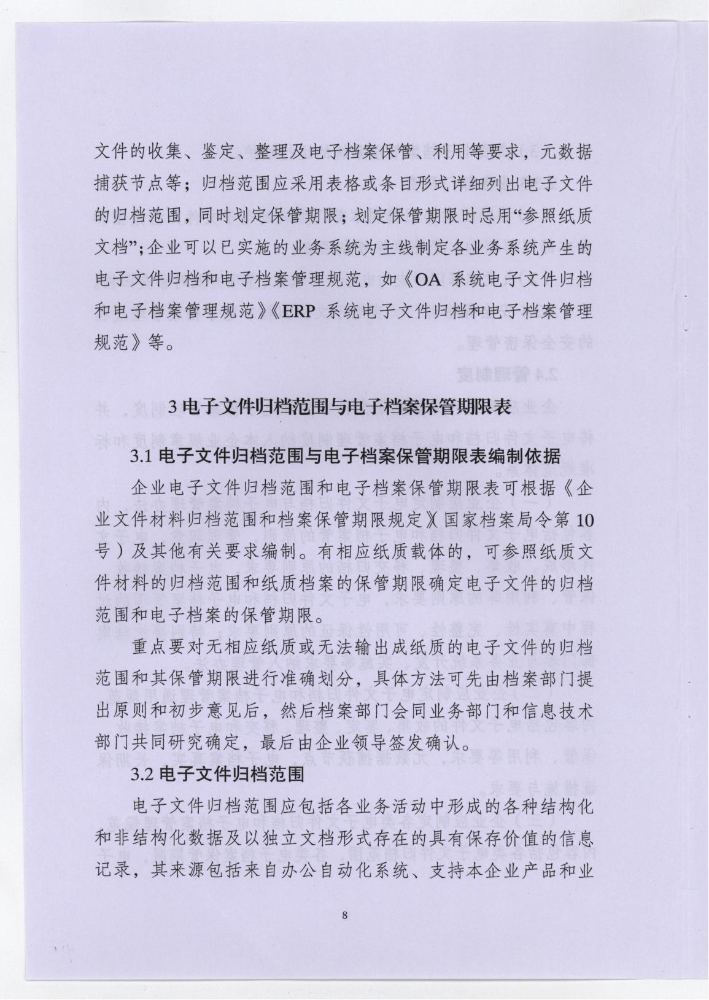 文件的收集、鉴定、整理及电子档案保管、利用等要求，元数据
捕获节点等；归档范围应采用表格或条目形式详细列出电子文件
的归档范围，同时划定保管期限；划定保管期限时忌用“参照纸质
文档”；企业可以已实施的业务系统为主线制定各业务系统产生的
电子文件归档和电子档案管理规范，如《OA 系统电子文件归档
和电子档案管理规范》《ERP 系统电子文件归档和电子档案管理
规范》等。
3 电子文件归档范围与电子档案保管期限表
3.1 电子文件归档范围与电子档案保管期限表编制依据
企业电子文件归档范围和电子档案保管期限表可根据《企
业文件材料归档范围和档案保管期限规定》（国家档案局令第 10
号）及其他有关要求编制。有相应纸质载体的，可参照纸质文
件材料的归档范围和纸质档案的保管期限确定电子文件的归档
范围和电子档案的保管期限。
重点要对无相应纸质或无法输出成纸质的电子文件的归档
范围和其保管期限进行准确划分，具体方法可先由档案部门提
出原则和初步意见后，然后档案部门会同业务部门和信息技术
部门共同研究确定，最后由企业领导签发确认。
3.2 电子文件归档范围
电子文件归档范围应包括各业务活动中形成的各种结构化
和非结构化数据及以独立文档形式存在的具有保存价值的信息
记录，其来源包括来自办公自动化系统、支持本企业产品和业
8